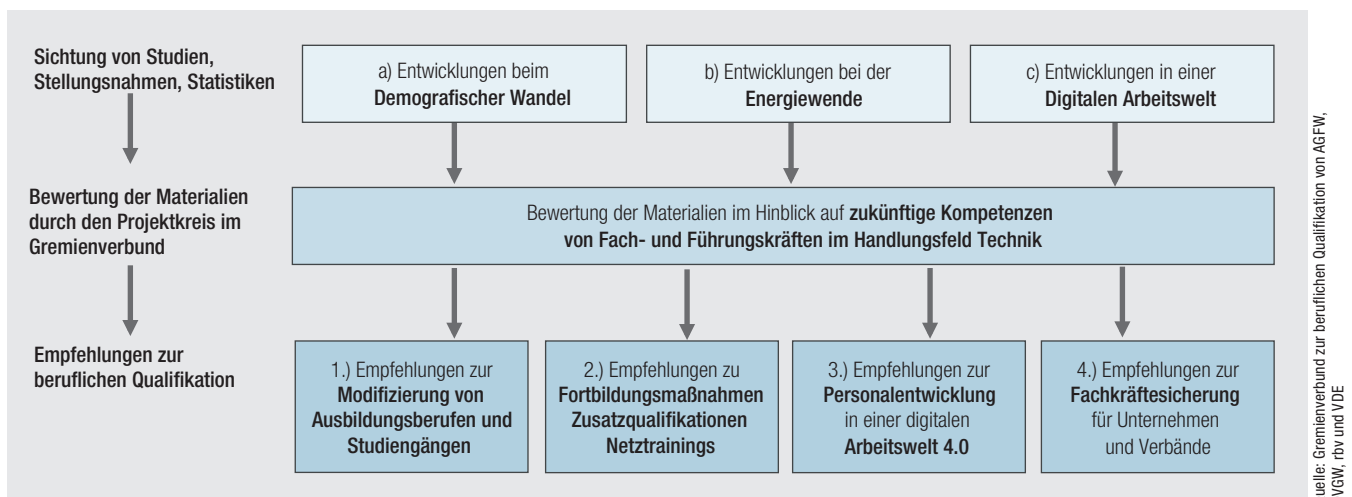 Sichtung von Studien,
Stellungsnahmen, Statistiken
a) Entwicklungen beim
Demografischer Wandel
b) Entwicklungen bei der
Energiewende
c) Entwicklungen in einer
Digitalen Arbeitswelt
Bewertung der Materialien
durch den Projektkreis im
Gremienverbund
Bewertung der Materialien im Hinblick auf zukünftige Kompetenzen
von Fach- und Führungskräften im Handlungsfeld Technik
Empfehlungen zur
beruflichen Qualifikation
1.) Empfehlungen zur
Modifizierung von
Ausbildungsberufen und
Studiengängen
2.) Empfehlungen zu
Fortbildungsmaßnahmen
Zusatzqualifikationen
Netztrainings
3.) Empfehlungen zur
Personalentwicklung
in einer digitalen
Arbeitswelt 4.0
4.) Empfehlungen zur
Fachkräftesicherung
für Unternehmen
und Verbände
uelle: Gremienverbund zur beruflichen Qualifikation von AGFW,
VGW, rbv und VDE